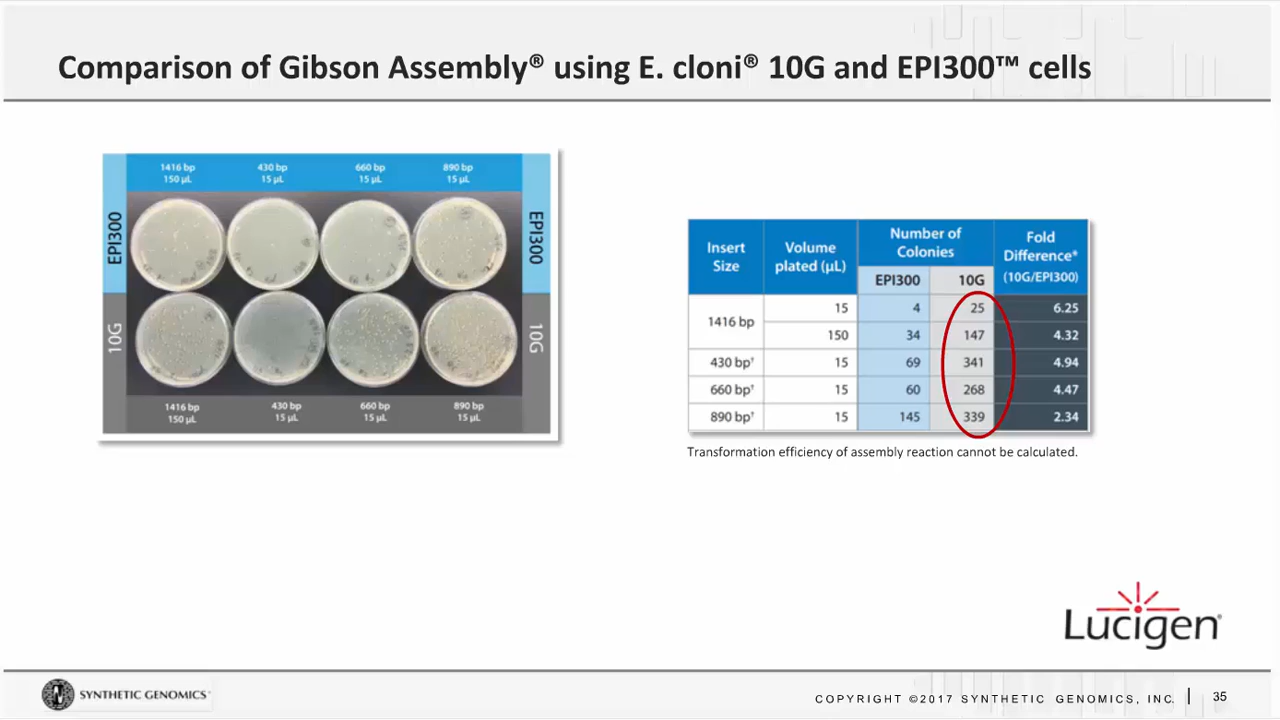 Comparison of Gibson Assembly® using E. cloni® 10G and EPI300™ cells
1416 bp 430 bp 660 bp 890 bp
150 µL 15 µL 15 µL 15 µL
EPI300
EPI300
10G
10G
1416 bp 430 bp 660 bp 890 bp
150 µL 15 µL 15 µL 15 µL
Insert Size Volume plated (µL) Number of Colonies Fold Difference* (10G/EPI300)
EPI300 10G
1416 bp 15 4 25 6.25
150 34 147 4.32
430 bp† 15 69 341 4.94
660 bp† 15 60 268 4.47
890 bp† 15 145 339 2.34
Transformation efficiency of assembly reaction cannot be calculated.
Lucigen®
SYNTHETIC GENOMICS®
COPYRIGHT ©2017 SYNTHETIC GENOMICS, INC. | 35